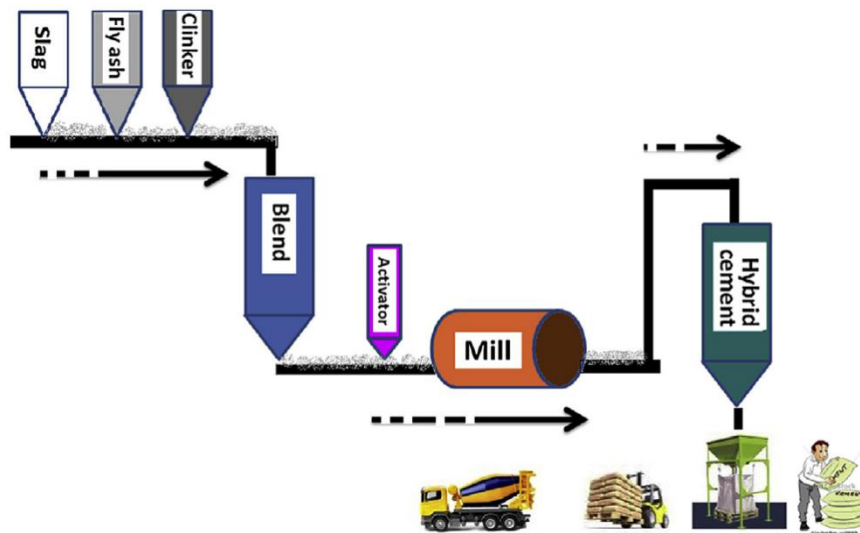 Slag
Fly ash
Clinker
Blend
Activator
Mill
Hybrid
cement